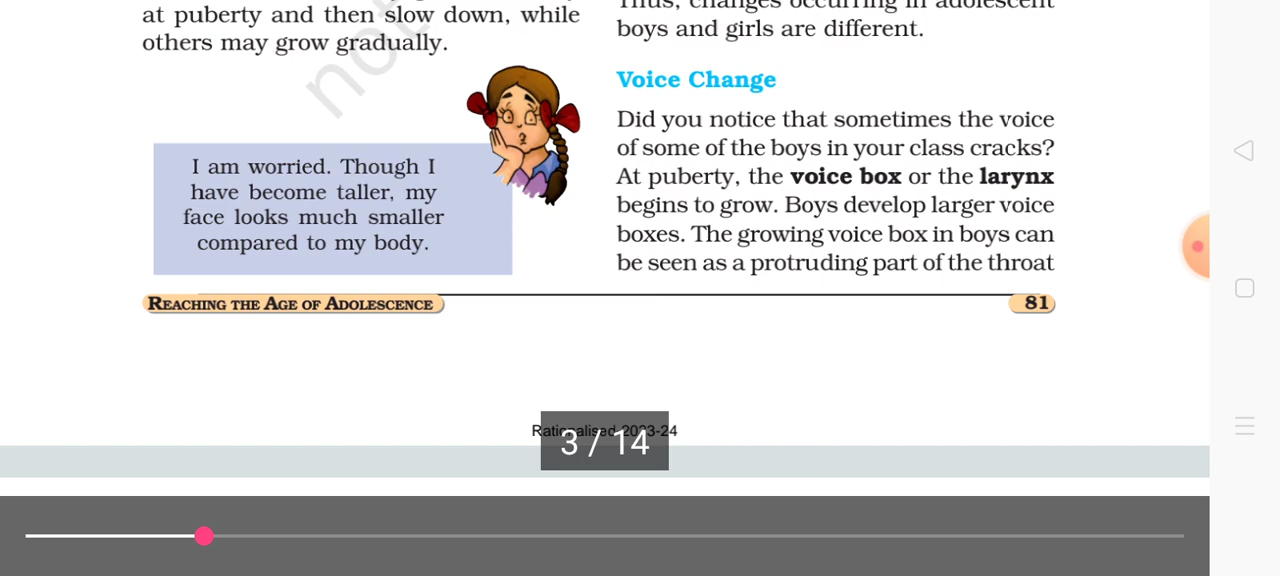 at puberty and then slow down, while
others may grow gradually.
not
I am worried. Though I
have become taller, my
face looks much smaller
compared to my body.
boys and girls are different.
Voice Change
Did you notice that sometimes the voice
of some of the boys in your class cracks?
At puberty, the voice box or the larynx
begins to grow. Boys develop larger voice
boxes. The growing voice box in boys can
be seen as a protruding part of the throat
REACHING THE AGE OF ADOLESCENCE
81
Rationalised 2023-24
3 / 14